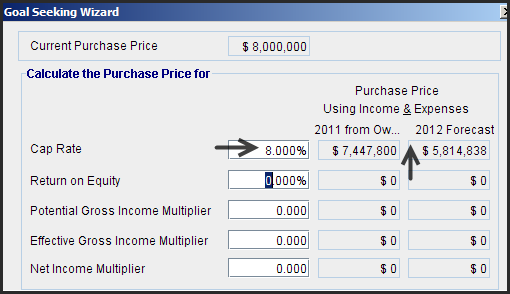 Goal Seeking Wizard
Current Purchase Price $ 8,000,000
Calculate the Purchase Price for
Purchase Price
Using Income & Expenses
2011 from Ow... 2012 Forecast
Cap Rate 8.000% $ 7,447,800 $ 5,814,838
Return on Equity 0.000% $ 0 $ 0
Potential Gross Income Multiplier 0.000 $ 0 $ 0
Effective Gross Income Multiplier 0.000 $ 0 $ 0
Net Income Multiplier 0.000 $ 0 $ 0